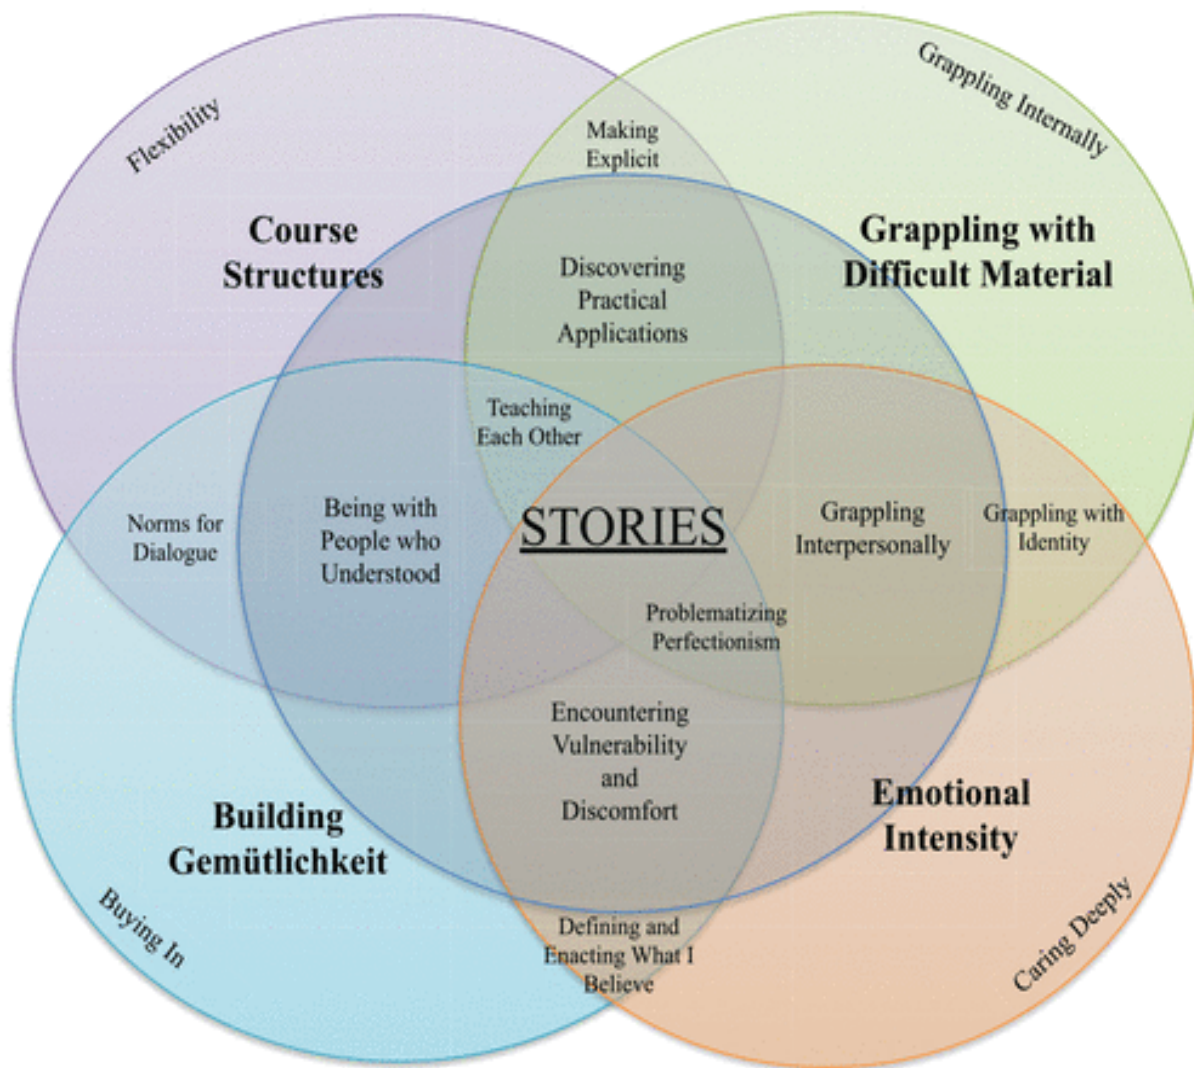 Flexibility
Grappling Internally
Making
Explicit
Course
Structures
Grappling with
Difficult Material
Discovering
Practical
Applications
Teaching
Each Other
Norms for
Dialogue
Being with
People who
Understood
STORIES
Grappling
Interpersonally
Grappling with
Identity
Problematizing
Perfectionism
Encountering
Vulnerability
and
Discomfort
Building
Gemütlichkeit
Emotional
Intensity
Buying In
Defining and
Enacting What I
Believe
Caring Deeply